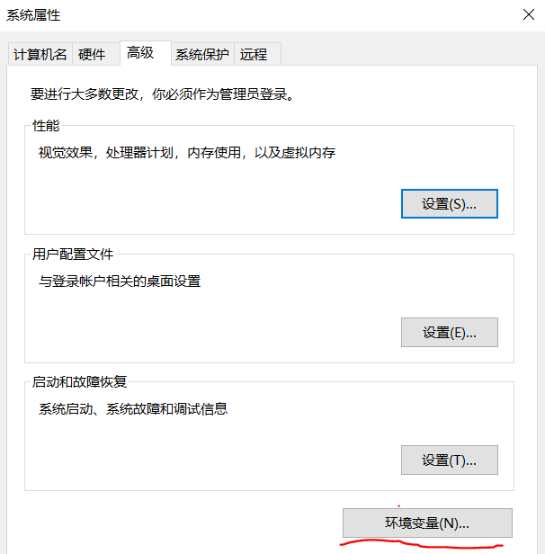 系统属性
计算机名 硬件 高级 系统保护 远程
要进行大多数更改，你必须作为管理员登录。
性能
视觉效果，处理器计划，内存使用，以及虚拟内存
设置(S)...
用户配置文件
与登录帐户相关的桌面设置
设置(E)...
启动和故障恢复
系统启动、系统故障和调试信息
设置(T)...
环境变量(N)...